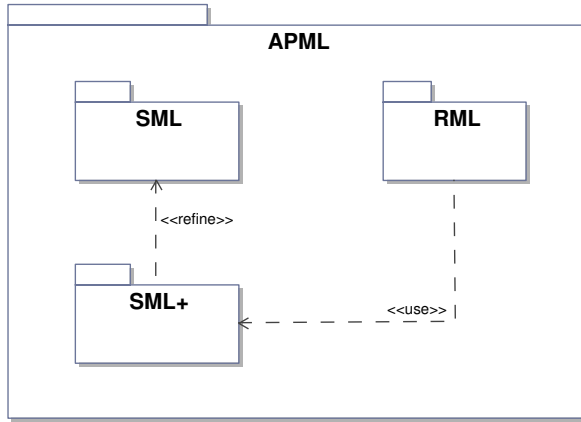 APML
SML
RML
<<refine>>
SML+
<<use>>